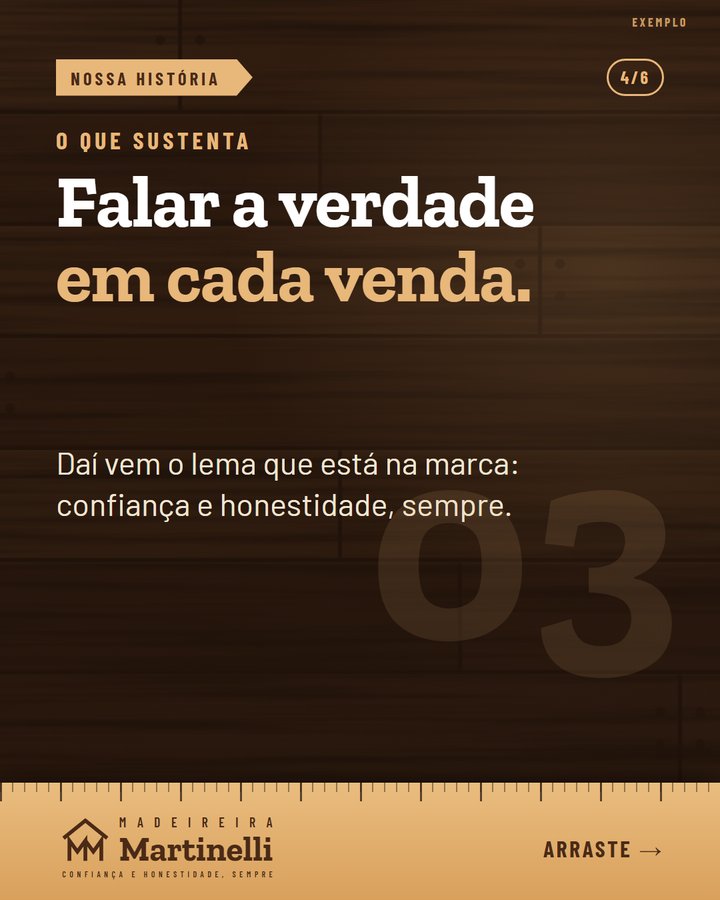 EXEMPLO
NOSSA HISTÓRIA
4/6
O QUE SUSTENTA
Falar a verdade
em cada venda.
Daí vem o lema que está na marca:
confiança e honestidade, sempre.
03
MADEIREIRA
Martinelli
CONFIANÇA E HONESTIDADE, SEMPRE
ARRASTE →